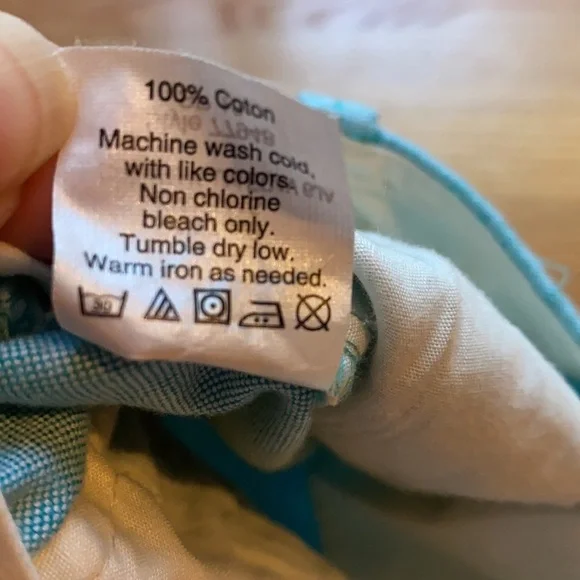 100% Coton
Machine wash cold,
with like colors.
Non chlorine
bleach only.
Tumble dry low.
Warm iron as needed.
30